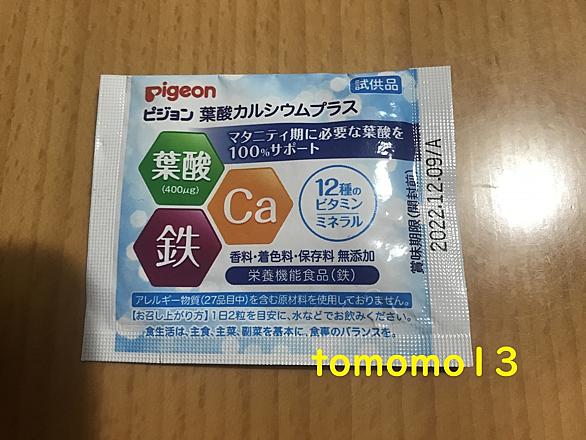 Pigeon
試供品
ピジョン 葉酸カルシウムプラス
マタニティ期に必要な葉酸を
100%サポート
葉酸
(400μg)
Ca
鉄
12種の
ビタミン
ミネラル
香料・着色料・保存料 無添加
栄養機能食品(鉄)
アレルギー物質(27品目中)を含む原材料を使用しておりません。
【お召し上がり方】1日2粒を目安に、水などでお飲みください。
食生活は、主食、主菜、副菜を基本に、食事のバランスを。
賞味期限(開封前)
2022.12.09/A
tomomo13